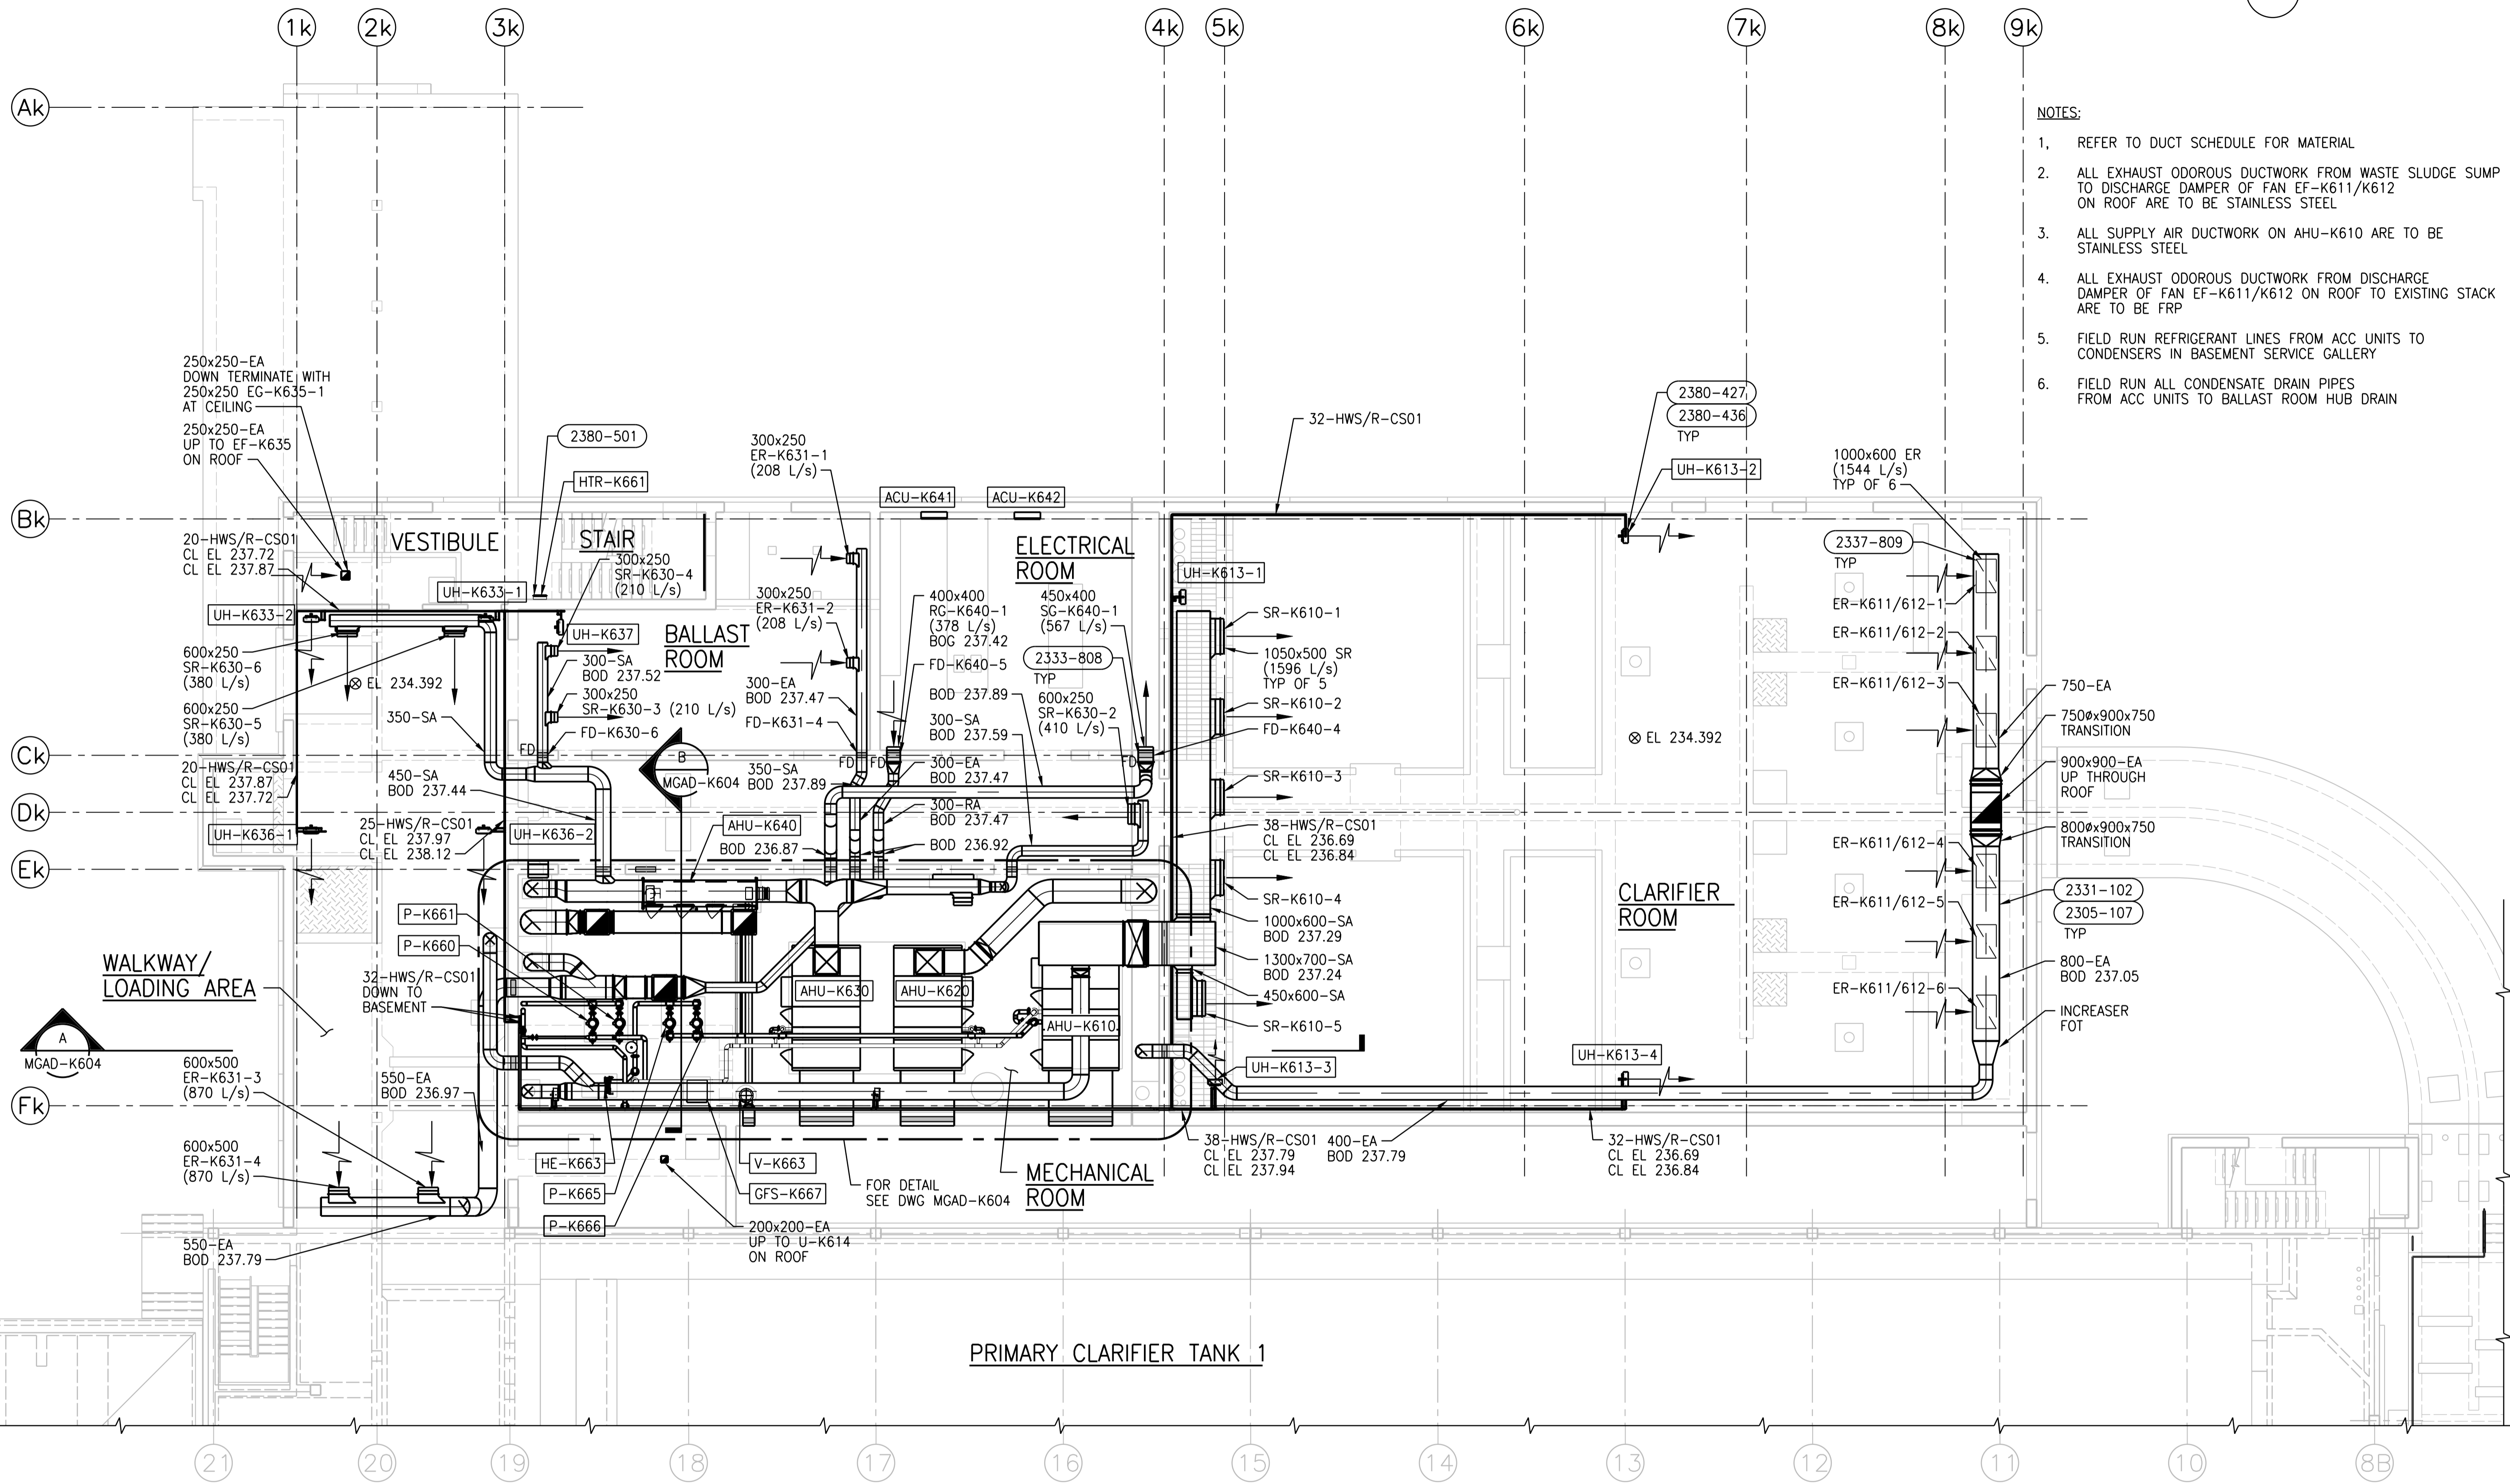 1k
2k
3k
4k
5k
6k
7k
8k
9k
Ak
Bk
Ck
Dk
Ek
Fk
NOTES:
1, REFER TO DUCT SCHEDULE FOR MATERIAL
2. ALL EXHAUST ODOROUS DUCTWORK FROM WASTE SLUDGE SUMP
TO DISCHARGE DAMPER OF FAN EF-K611/K612
ON ROOF ARE TO BE STAINLESS STEEL
3. ALL SUPPLY AIR DUCTWORK ON AHU-K610 ARE TO BE
STAINLESS STEEL
4. ALL EXHAUST ODOROUS DUCTWORK FROM DISCHARGE
DAMPER OF FAN EF-K611/K612 ON ROOF TO EXISTING STACK
ARE TO BE FRP
5. FIELD RUN REFRIGERANT LINES FROM ACC UNITS TO
CONDENSERS IN BASEMENT SERVICE GALLERY
6. FIELD RUN ALL CONDENSATE DRAIN PIPES
FROM ACC UNITS TO BALLAST ROOM HUB DRAIN
250x250-EA
DOWN TERMINATE WITH
250x250 EG-K635-1
AT CEILING
250x250-EA
UP TO EF-K635
ON ROOF
20-HWS/R-CS01
CL EL 237.72
CL EL 237.87
VESTIBULE
2380-501
HTR-K661
STAIR
300x250
SR-K630-4
(210 L/s)
UH-K633-1
UH-K633-2
UH-K637
600x250
SR-K630-6
(380 L/s)
EL 234.392
600x250
SR-K630-5
(380 L/s)
350-SA
20-HWS/R-CS01
CL EL 237.87
CL EL 237.72
450-SA
BOD 237.44
UH-K636-1
25-HWS/R-CS01
CL EL 237.97
CL EL 238.12
UH-K636-2
300x250
ER-K631-1
(208 L/s)
ACU-K641
ACU-K642
ELECTRICAL
ROOM
BALLAST
ROOM
300-SA
BOD 237.52
300x250
SR-K630-3 (210 L/s)
FD-K630-6
FD
300x250
ER-K631-2
(208 L/s)
300-EA
BOD 237.47
FD-K631-4
FD
FD
B
MGAD-K604
350-SA
BOD 237.89
400x400
RG-K640-1
(378 L/s)
BOG 237.42
FD-K640-5
BOD 237.89
300-SA
BOD 237.59
300-EA
BOD 237.47
300-RA
BOD 237.47
BOD 236.92
450x400
SG-K640-1
(567 L/s)
2333-808
TYP
600x250
SR-K630-2
(410 L/s)
FD
AHU-K640
BOD 236.87
32-HWS/R-CS01
UH-K613-1
SR-K610-1
1050x500 SR
(1596 L/s)
TYP OF 5
SR-K610-2
FD-K640-4
SR-K610-3
38-HWS/R-CS01
CL EL 236.69
CL EL 236.84
SR-K610-4
1000x600-SA
BOD 237.29
1300x700-SA
BOD 237.24
450x600-SA
SR-K610-5
2380-427
2380-436
TYP
UH-K613-2
EL 234.392
CLARIFIER
ROOM
1000x600 ER
(1544 L/s)
TYP OF 6
2337-809
TYP
ER-K611/612-1
ER-K611/612-2
ER-K611/612-3
ER-K611/612-4
ER-K611/612-5
ER-K611/612-6
750-EA
750øx900x750
TRANSITION
900x900-EA
UP THROUGH
ROOF
800øx900x750
TRANSITION
2331-102
2305-107
TYP
800-EA
BOD 237.05
INCREASER
FOT
P-K661
P-K660
32-HWS/R-CS01
DOWN TO
BASEMENT
WALKWAY/
LOADING AREA
A
MGAD-K604
AHU-K630
AHU-K620
AHU-K610
UH-K613-3
UH-K613-4
600x500
ER-K631-3
(870 L/s)
550-EA
BOD 236.97
600x500
ER-K631-4
(870 L/s)
550-EA
BOD 237.79
HE-K663
P-K665
P-K666
V-K663
GFS-K667
200x200-EA
UP TO U-K614
ON ROOF
FOR DETAIL
SEE DWG MGAD-K604
MECHANICAL
ROOM
38-HWS/R-CS01
CL EL 237.79
CL EL 237.94
400-EA
BOD 237.79
32-HWS/R-CS01
CL EL 236.69
CL EL 236.84
PRIMARY CLARIFIER TANK 1
21
20
19
18
17
16
15
14
13
12
11
10
8B